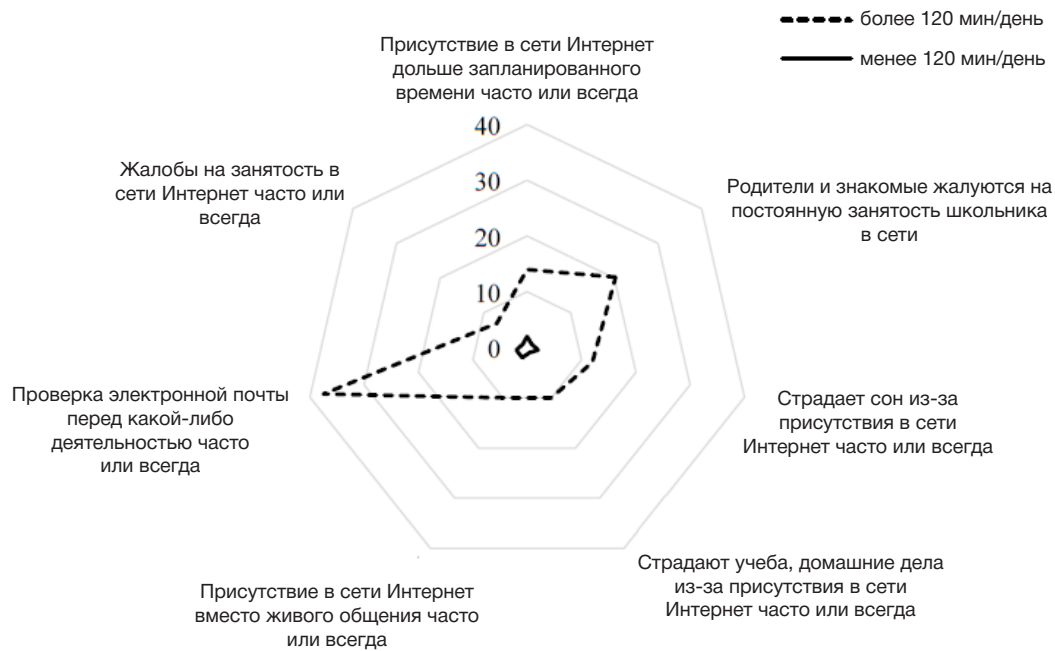 более 120 мин/день
менее 120 мин/день
Присутствие в сети Интернет
дольше запланированного
времени часто или всегда
40
30
20
10
0
Жалобы на занятость в
сети Интернет часто или
всегда
Родители и знакомые жалуются на
постоянную занятость школьника
в сети
Проверка электронной почты
перед какой-либо
деятельностью часто
или всегда
Страдает сон из-за
присутствия в сети
Интернет часто или всегда
Присутствие в сети Интернет
вместо живого общения часто
или всегда
Страдают учеба, домашние дела
из-за присутствия в сети
Интернет часто или всегда